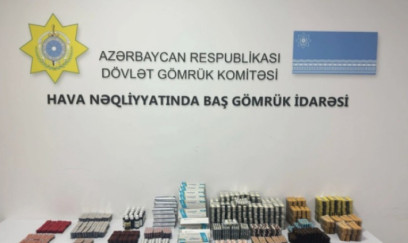 AZƏRBAYCAN RESPUBLİKASI
DÖVLƏT GÖMRÜK KOMİTƏSİ
HAVA NƏQLİYYATINDA BAŞ GÖMRÜK İDARƏSİ